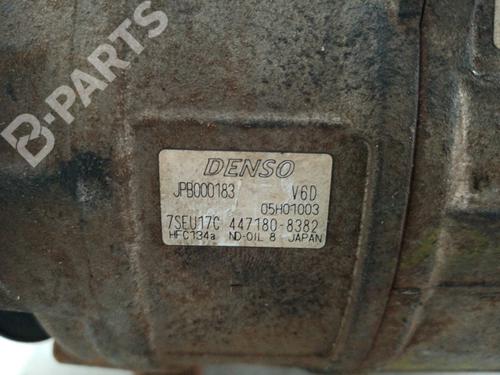 B-PARTS
DENSO
JPB000183 V6D
05H01003
7SEU17C 447180-8382
HFC134a ND-OIL 8 JAPAN